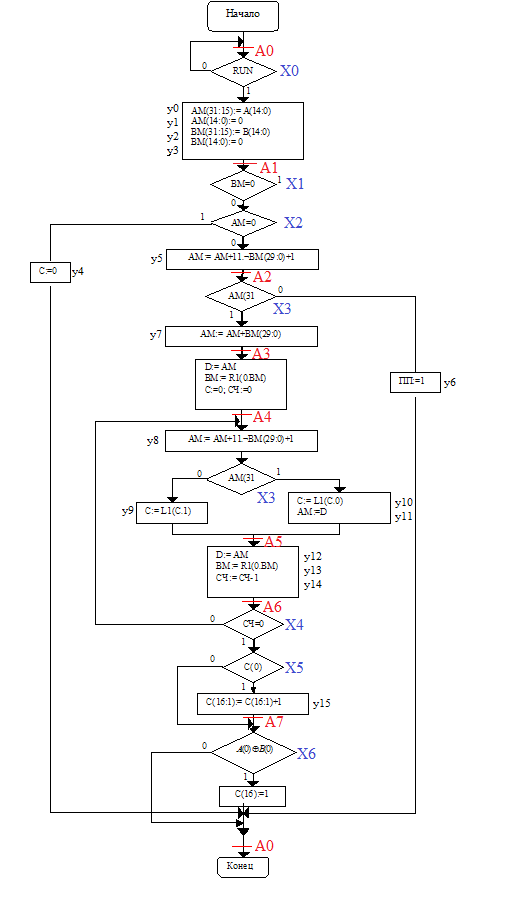 Начало
A0
0
RUN
X0
1
y0
AM(31:15):= A(14:0)
y1
AM(14:0):= 0
y2
BM(31:15):= B(14:0)
y3
BM(14:0):= 0
A1
BM=0
1
X1
0
1
AM=0
X2
0
C:=0
y4
y5
AM:= AM+11.¬BM(29:0)+1
A2
0
AM(31
X3
1
y7
AM:= AM+BM(29:0)
A3
D:= AM
BM:= R1(0.BM)
C:=0; СЧ:=0
ПП:=1
y6
A4
y8
AM:= AM+11.¬BM(29:0)+1
0
AM(31
1
X3
y9
C:= L1(C.1)
C:= L1(C.0)
y10
AM:=D
y11
A5
D:= AM
y12
BM:= R1(0.BM)
y13
СЧ:= СЧ-1
y14
A6
0
СЧ=0
X4
1
0
C(0)
X5
1
C(16:1):= C(16:1)+1
y15
A7
0
A(0)⊕B(0)
X6
1
C(16):=1
A0
Конец